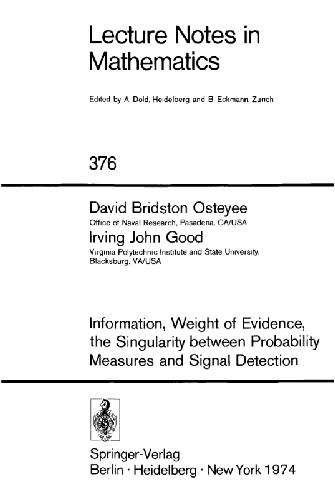 Lecture Notes in
Mathematics
Edited by A. Dold, Heidelberg and B. Eckmann, Zürich
376
David Bridston Osteyee
Office of Naval Research, Pasadena, CA/USA
Irving John Good
Virginia Polytechnic Institute and State University,
Blacksburg, VA/USA
Information, Weight of Evidence,
the Singularity between Probability
Measures and Signal Detection
Springer-Verlag
Berlin · Heidelberg · New York 1974